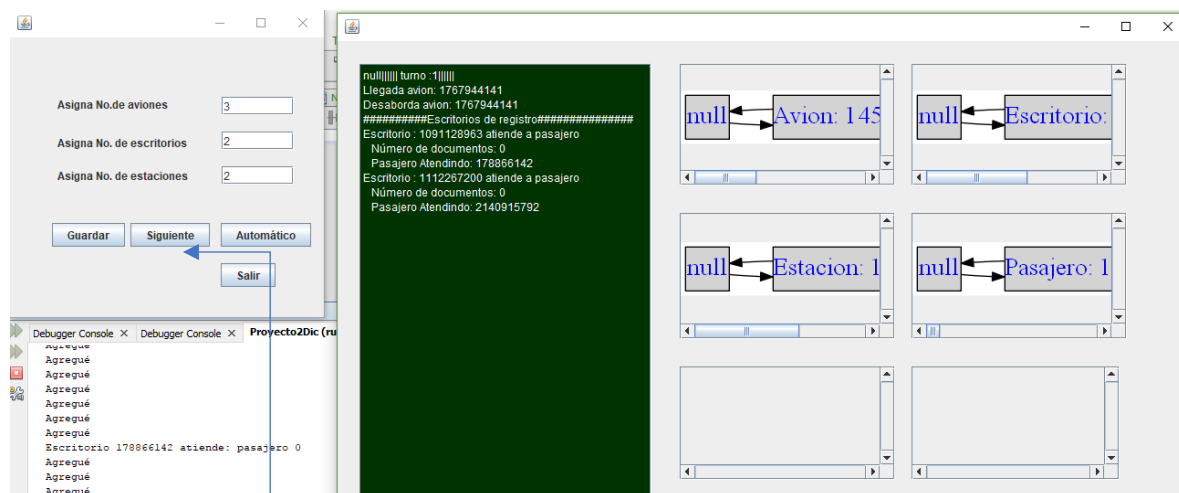 Asigna No.de aviones
3
Asigna No. de escritorios
2
Asigna No. de estaciones
2
Guardar
Siguiente
Automático
Salir
Debugger Console
Debugger Console
Proyecto2Dic (ru
Agregué
Agregué
Agregué
Agregué
Agregué
Agregué
Agregué
Escritorio 178866142 atiende: pasajero 0
Agregué
Agregué
Agregué
null|||||| turno :1||||||
Llegada avion: 1767944141
Desaborda avion: 1767944141
##########Escritorios de registro###############
Escritorio : 1091128963 atiende a pasajero
Número de documentos: 0
Pasajero Atendindo: 178866142
Escritorio : 1112267200 atiende a pasajero
Número de documentos: 0
Pasajero Atendindo: 2140915792
null
Avion: 145
null
Escritorio:
null
Estacion: 1
null
Pasajero: 1